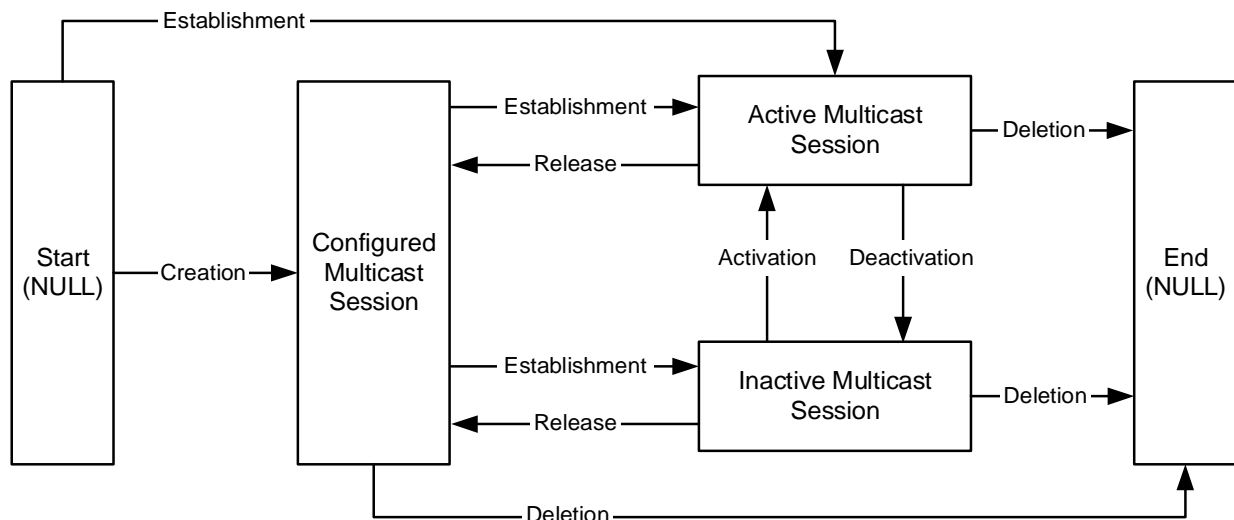 Establishment
Start
(NULL)
Creation
Configured
Multicast
Session
Establishment
Release
Establishment
Release
Active Multicast
Session
Activation
Deactivation
Inactive Multicast
Session
Deletion
Deletion
End
(NULL)
Deletion